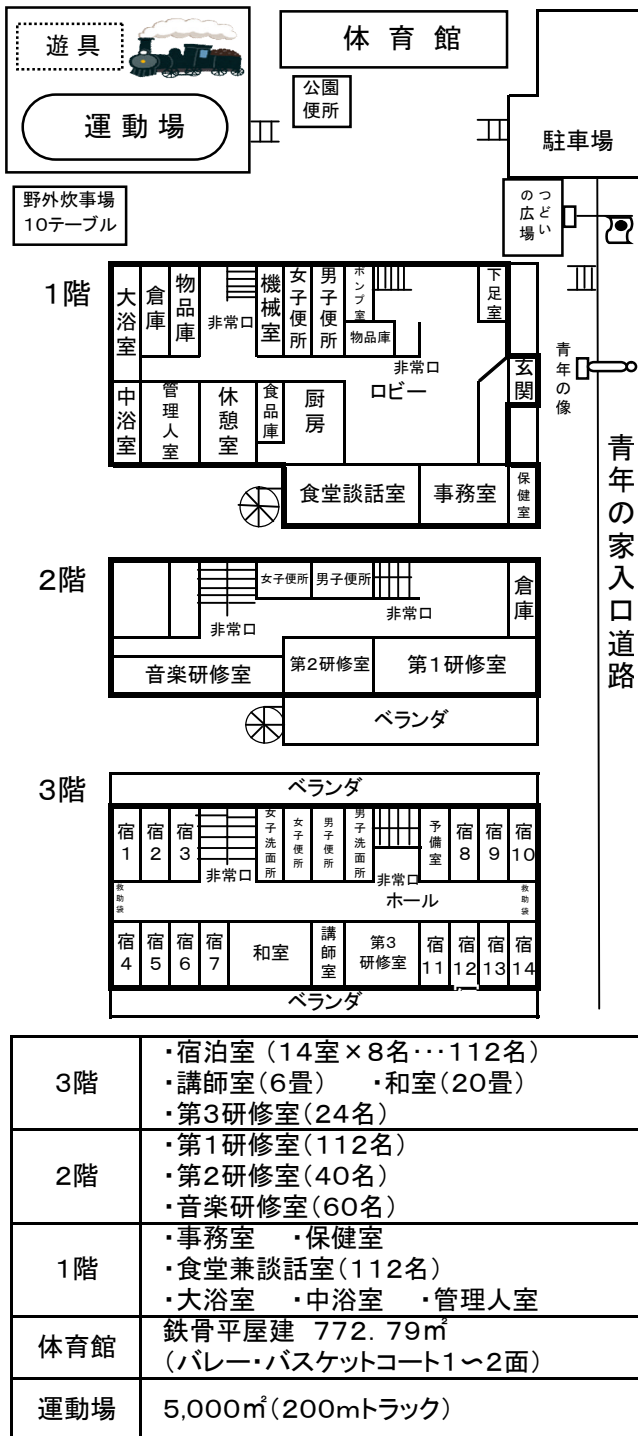 遊具
体育館
公園
便所
運動場
駐車場
野外炊事場
10テーブル
つどい
の広場
1階
大浴室
倉庫
物品庫
非常口
機械室
女子便所
男子便所
ポンプ室
物品庫
下足室
非常口
ロビー
玄関
青年の像
中浴室
管理人室
休憩室
食品庫
厨房
食堂談話室
事務室
保健室
青年の家入口道路
2階
女子便所
男子便所
倉庫
非常口
非常口
音楽研修室
第2研修室
第1研修室
ベランダ
3階
ベランダ
宿1
宿2
宿3
非常口
女子洗面所
女子便所
男子便所
男子洗面所
非常口
予備室
宿8
宿9
宿10
ホール
救助袋
救助袋
宿4
宿5
宿6
宿7
和室
講師室
第3
研修室
宿11
宿12
宿13
宿14
ベランダ
3階
・宿泊室(14室×8名…112名)
・講師室(6畳) ・和室(20畳)
・第3研修室(24名)
2階
・第1研修室(112名)
・第2研修室(40名)
・音楽研修室(60名)
1階
・事務室 ・保健室
・食堂兼談話室(112名)
・大浴室 ・中浴室 ・管理人室
体育館
鉄骨平屋建 772.79㎡
(バレー・バスケットコート1～2面)
運動場
5,000㎡(200mトラック)